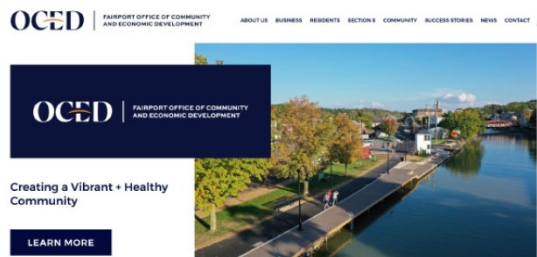 OCED
FAIRPORT OFFICE OF COMMUNITY
AND ECONOMIC DEVELOPMENT
ABOUT US BUSINESS RESIDENTS SECTION 8 COMMUNITY SUCCESS STORIES NEWS CONTACT
OCED
FAIRPORT OFFICE OF COMMUNITY
AND ECONOMIC DEVELOPMENT
Creating a Vibrant + Healthy
Community
LEARN MORE